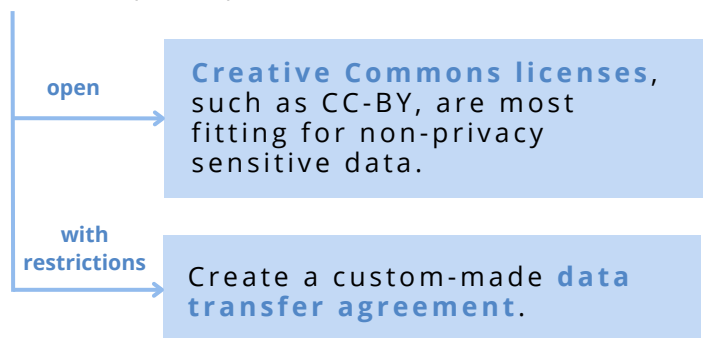 open
Creative Commons licenses,
such as CC-BY, are most
fitting for non-privacy
sensitive data.
with
restrictions
Create a custom-made data
transfer agreement.